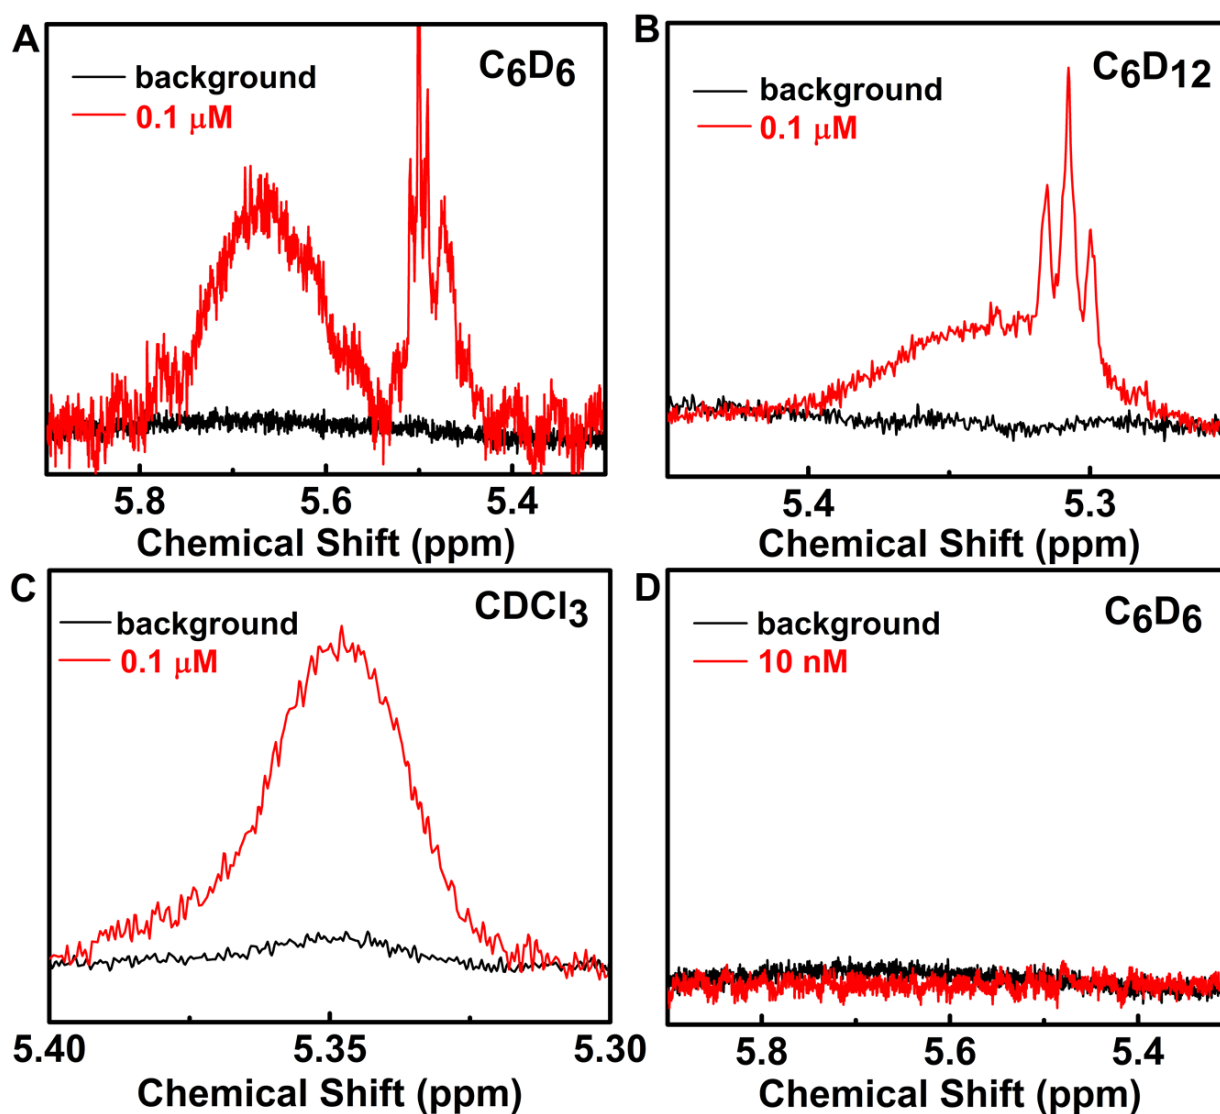 A
background
0.1 μM
C6D6
5.8
5.6
5.4
Chemical Shift (ppm)
B
background
0.1 μM
C6D12
5.4
5.3
Chemical Shift (ppm)
C
background
0.1 μM
CDCl3
5.40
5.35
5.30
Chemical Shift (ppm)
D
background
10 nM
C6D6
5.8
5.6
5.4
Chemical Shift (ppm)